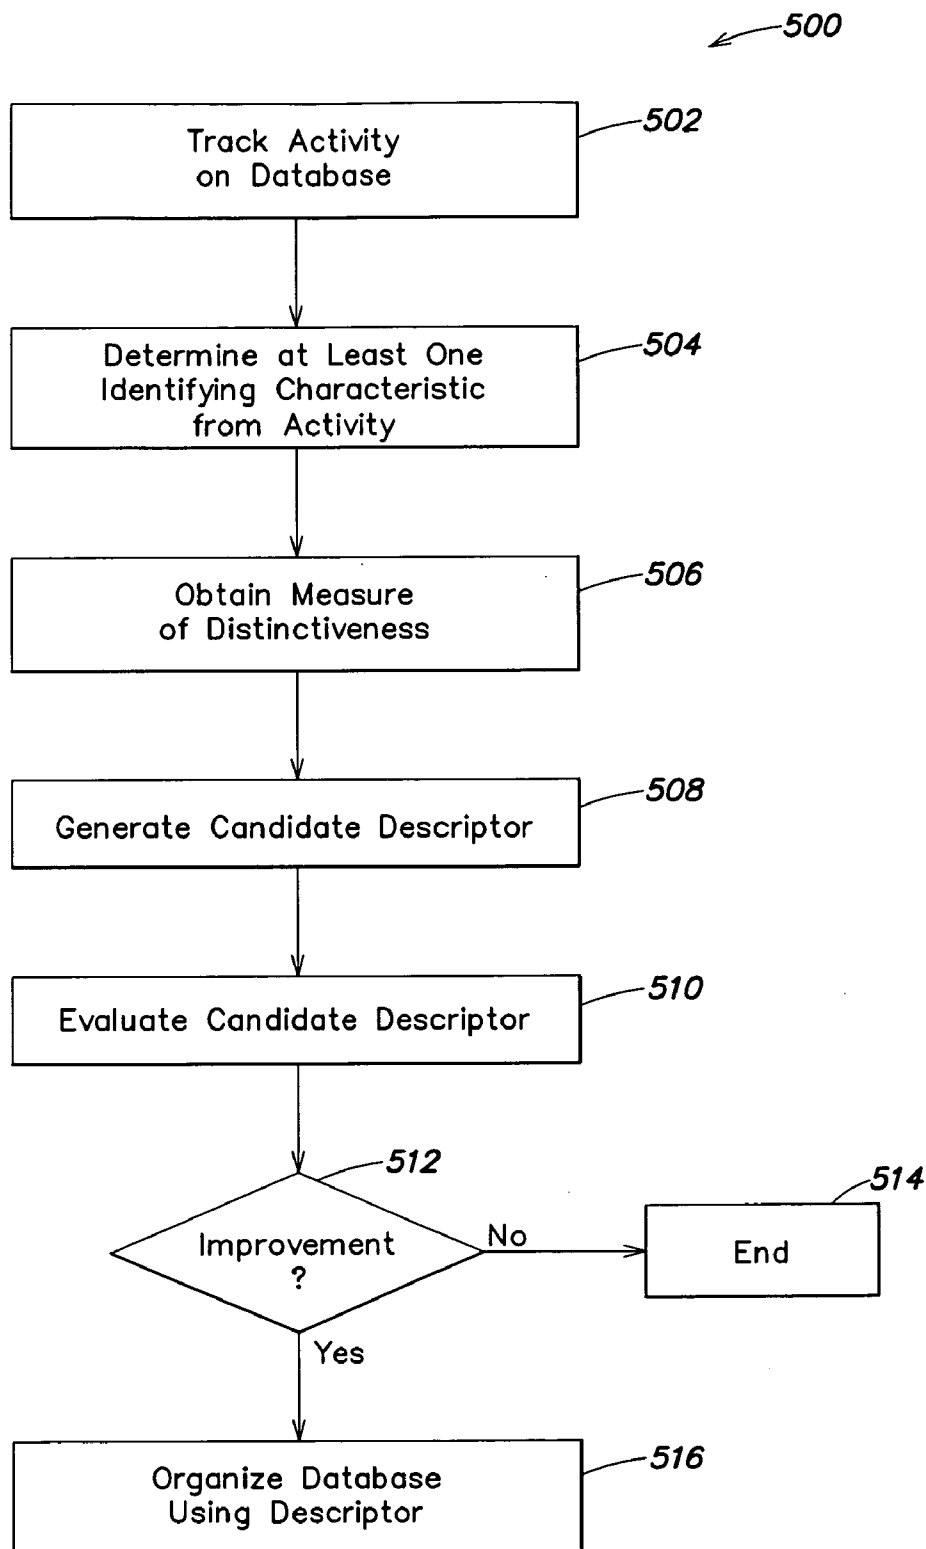 500
502
Track Activity
on Database
504
Determine at Least One
Identifying Characteristic
from Activity
506
Obtain Measure
of Distinctiveness
508
Generate Candidate Descriptor
510
Evaluate Candidate Descriptor
512
514
Improvement
?
No
End
Yes
516
Organize Database
Using Descriptor